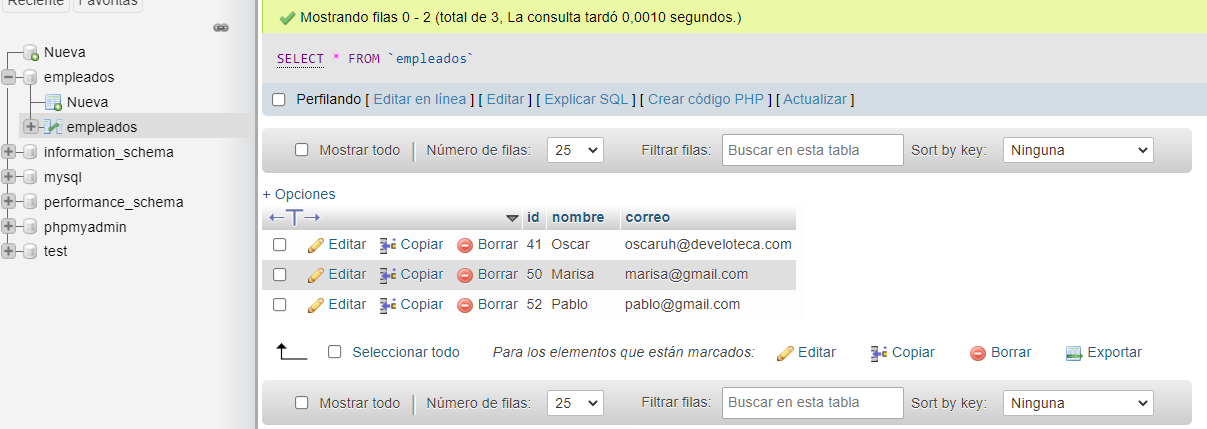 Reciente Favoritas
Nueva
empleados
Nueva
empleados
information_schema
mysql
performance_schema
phpmyadmin
test
Mostrando filas 0 - 2 (total de 3, La consulta tardó 0,0010 segundos.)
SELECT * FROM `empleados`
Perfilando [ Editar en línea ] [ Editar ] [ Explicar SQL ] [ Crear código PHP ] [ Actualizar ]
Mostrar todo | Número de filas: 25 Filtrar filas: Buscar en esta tabla Sort by key: Ninguna
+ Opciones
←T→ id nombre correo
Editar Copiar Borrar 41 Oscar oscaruh@develoteca.com
Editar Copiar Borrar 50 Marisa marisa@gmail.com
Editar Copiar Borrar 52 Pablo pablo@gmail.com
Seleccionar todo Para los elementos que están marcados: Editar Copiar Borrar Exportar
Mostrar todo | Número de filas: 25 Filtrar filas: Buscar en esta tabla Sort by key: Ninguna